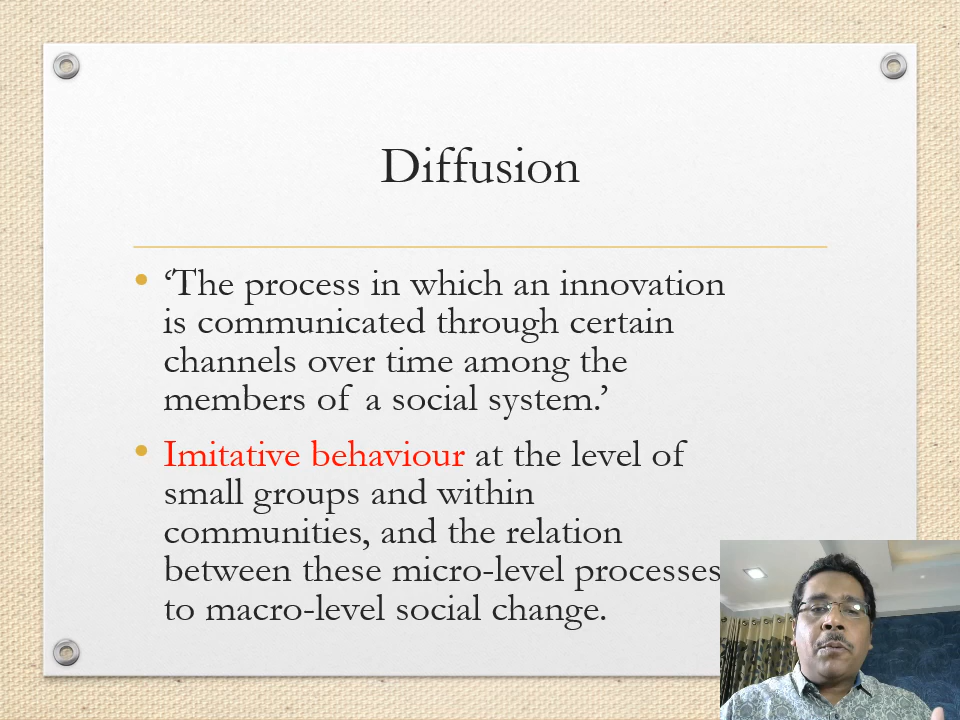 Diffusion
• ‘The process in which an innovation
is communicated through certain
channels over time among the
members of a social system.’
• Imitative behaviour at the level of
small groups and within
communities, and the relation
between these micro-level processes
to macro-level social change.